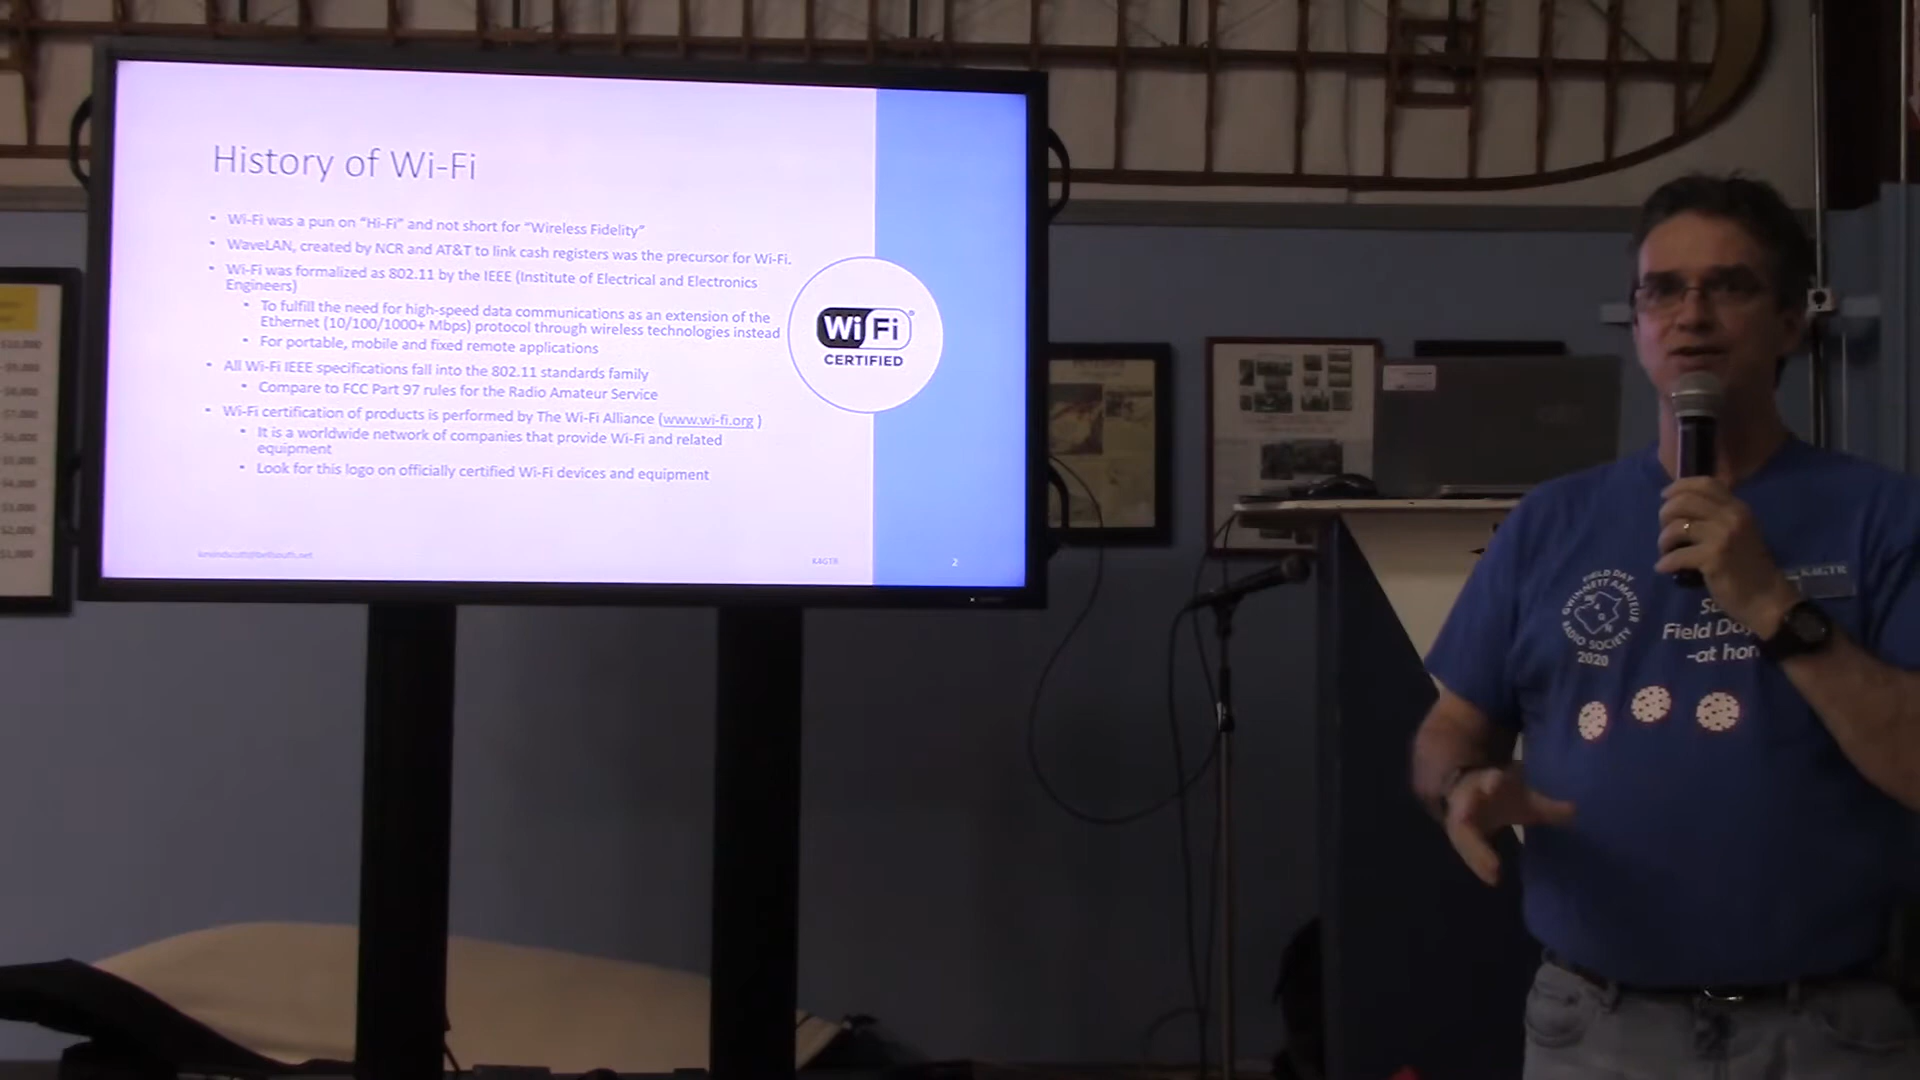 History of Wi-Fi
• Wi-Fi was a pun on “Hi-Fi” and not short for “Wireless Fidelity”
• WaveLAN, created by NCR and AT&T to link cash registers was the precursor for Wi-Fi.
• Wi-Fi was formalized as 802.11 by the IEEE (Institute of Electrical and Electronics
Engineers)
• To fulfill the need for high-speed data communications as an extension of the
Ethernet (10/100/1000+ Mbps) protocol through wireless technologies instead
• For portable, mobile and fixed remote applications
• All Wi-Fi IEEE specifications fall into the 802.11 standards family
• Compare to FCC Part 97 rules for the Radio Amateur Service
• Wi-Fi certification of products is performed by The Wi-Fi Alliance (www.wi-fi.org )
• It is a worldwide network of companies that provide Wi-Fi and related
equipment
• Look for this logo on officially certified Wi-Fi devices and equipment
Wi Fi
CERTIFIED
K4GTR
2
K4GTR
FIELD DAY
GWINNETT AMATEUR
RADIO SOCIETY
2020
Field Day
-at hom